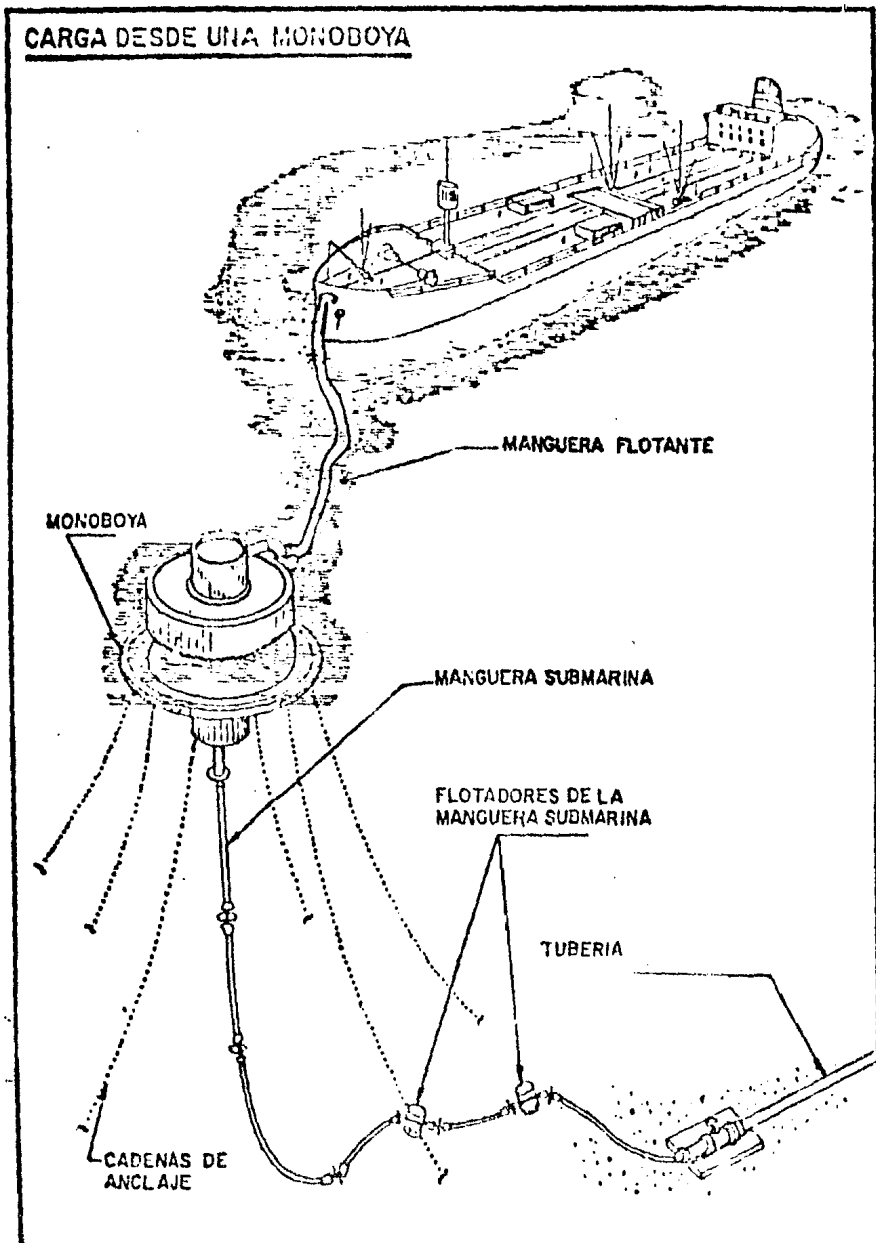 CARGA DESDE UNA MONOBOYA
MANGUERA FLOTANTE
MONOBOYA
MANGUERA SUBMARINA
FLOTADORES DE LA
MANGUERA SUBMARINA
TUBERIA
CADENAS DE
ANCLAJE